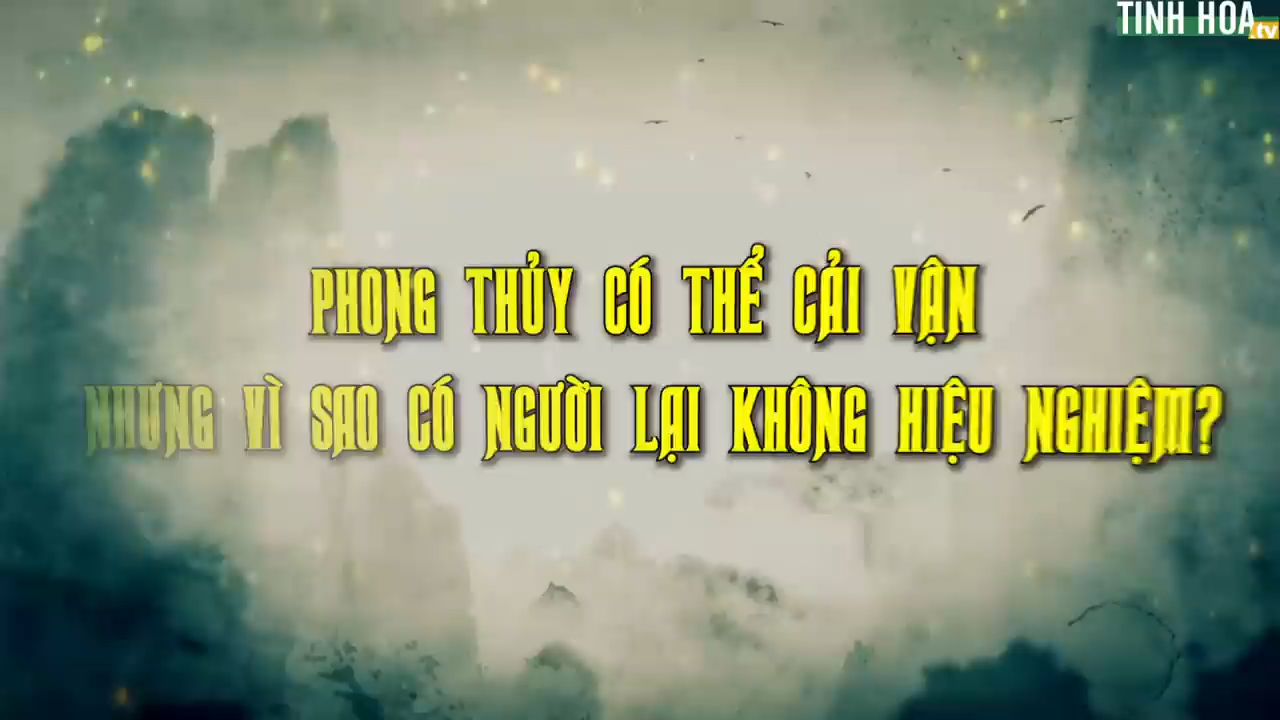 TINH HOA.tv
PHONG THỦY CÓ THỂ CẢI VẬN
NHƯNG VÌ SAO CÓ NGƯỜI LẠI KHÔNG HIỆU NGHIỆM?